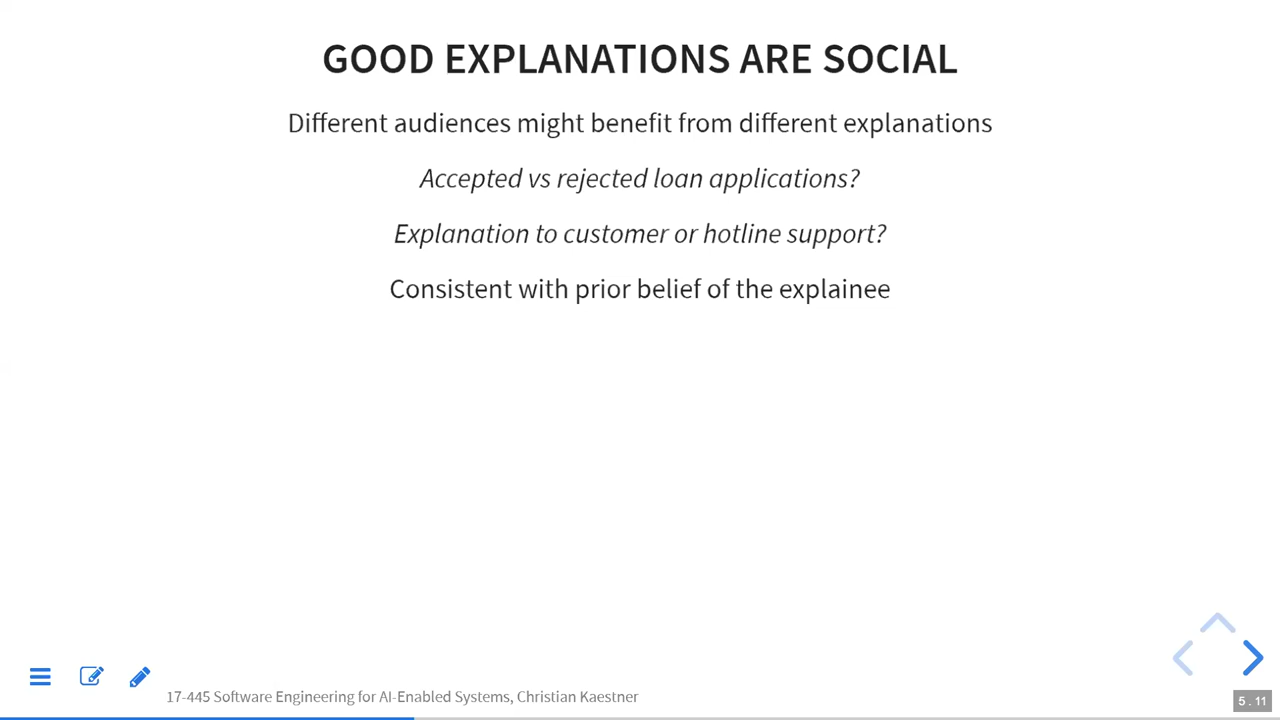 GOOD EXPLANATIONS ARE SOCIAL
Different audiences might benefit from different explanations
Accepted vs rejected loan applications?
Explanation to customer or hotline support?
Consistent with prior belief of the explainee
17-445 Software Engineering for AI-Enabled Systems, Christian Kaestner
5 . 11